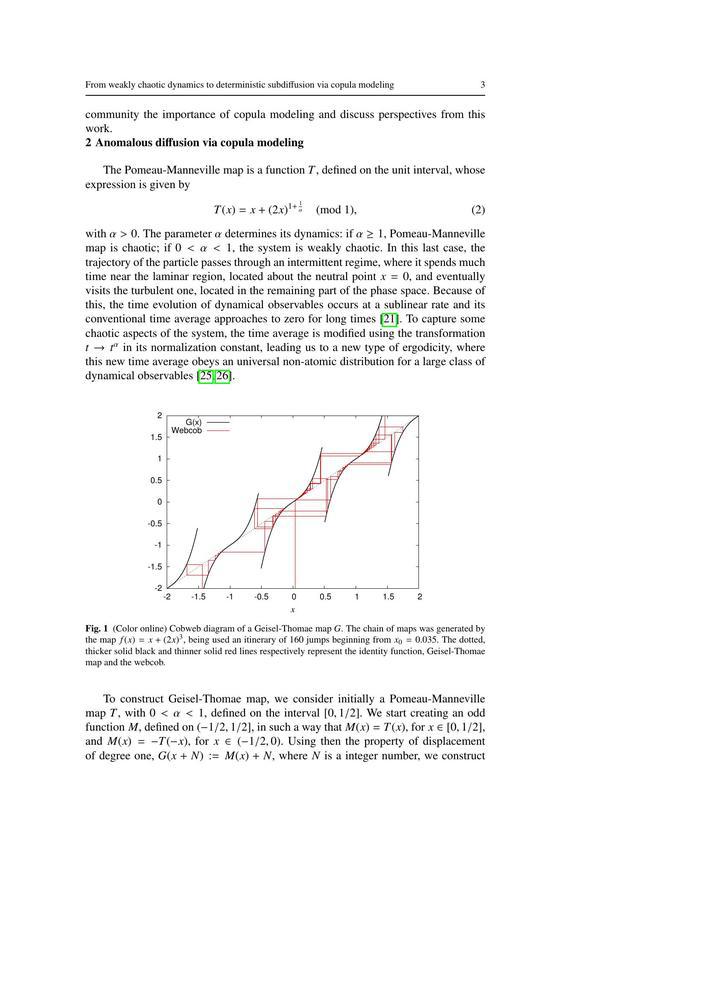 From weakly chaotic dynamics to deterministic subdiffusion via copula modeling 3
community the importance of copula modeling and discuss perspectives from this
work.
2 Anomalous diffusion via copula modeling
The Pomeau-Manneville map is a function T, defined on the unit interval, whose
expression is given by
T(x) = x + (2x)^{1+\frac{1}{α}} (mod 1), (2)
with α > 0. The parameter α determines its dynamics: if α ≥ 1, Pomeau-Manneville
map is chaotic; if 0 < α < 1, the system is weakly chaotic. In this last case, the
trajectory of the particle passes through an intermittent regime, where it spends much
time near the laminar region, located about the neutral point x = 0, and eventually
visits the turbulent one, located in the remaining part of the phase space. Because of
this, the time evolution of dynamical observables occurs at a sublinear rate and its
conventional time average approaches to zero for long times [21]. To capture some
chaotic aspects of the system, the time average is modified using the transformation
t → t^α in its normalization constant, leading us to a new type of ergodicity, where
this new time average obeys an universal non-atomic distribution for a large class of
dynamical observables [25,26].
G(x)
Webcob
2
1.5
1
0.5
0
-0.5
-1
-1.5
-2
-2 -1.5 -1 -0.5 0 0.5 1 1.5 2
x
Fig. 1 (Color online) Cobweb diagram of a Geisel-Thomae map G. The chain of maps was generated by
the map f(x) = x + (2x)³, being used an itinerary of 160 jumps beginning from x₀ = 0.035. The dotted,
thicker solid black and thinner solid red lines respectively represent the identity function, Geisel-Thomae
map and the webcob.
To construct Geisel-Thomae map, we consider initially a Pomeau-Manneville
map T, with 0 < α < 1, defined on the interval [0, 1/2]. We start creating an odd
function M, defined on (−1/2, 1/2], in such a way that M(x) = T(x), for x ∈ [0, 1/2],
and M(x) = −T(−x), for x ∈ (−1/2, 0). Using then the property of displacement
of degree one, G(x + N) := M(x) + N, where N is a integer number, we construct